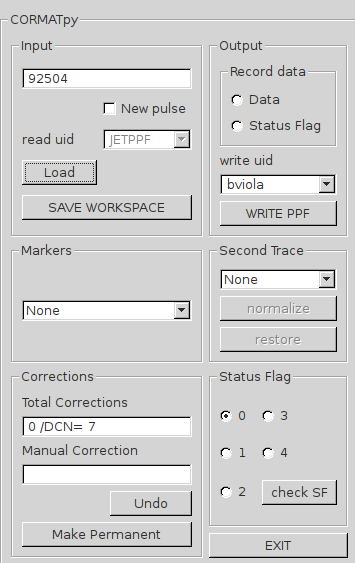 CORMATpy
Input
92504
New pulse
read uid
JETPPF
Load
SAVE WORKSPACE
Output
Record data
Data
Status Flag
write uid
bviola
WRITE PPF
Markers
None
Second Trace
None
normalize
restore
Corrections
Total Corrections
0 /DCN= 7
Manual Correction
Undo
Make Permanent
Status Flag
0 3
1 4
2 check SF
EXIT